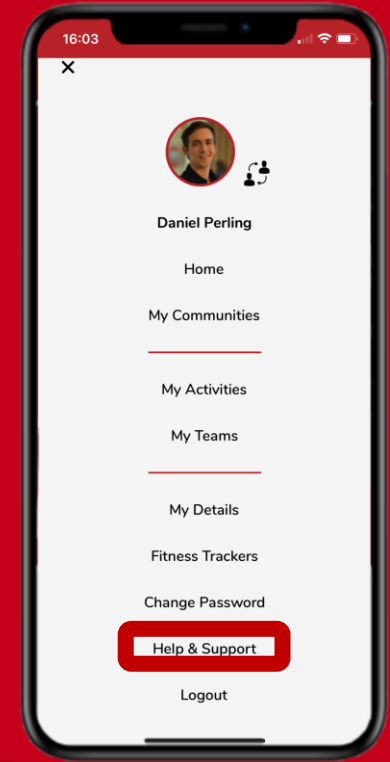 16:03
Daniel Perling
Home
My Communities
My Activities
My Teams
My Details
Fitness Trackers
Change Password
Help & Support
Logout